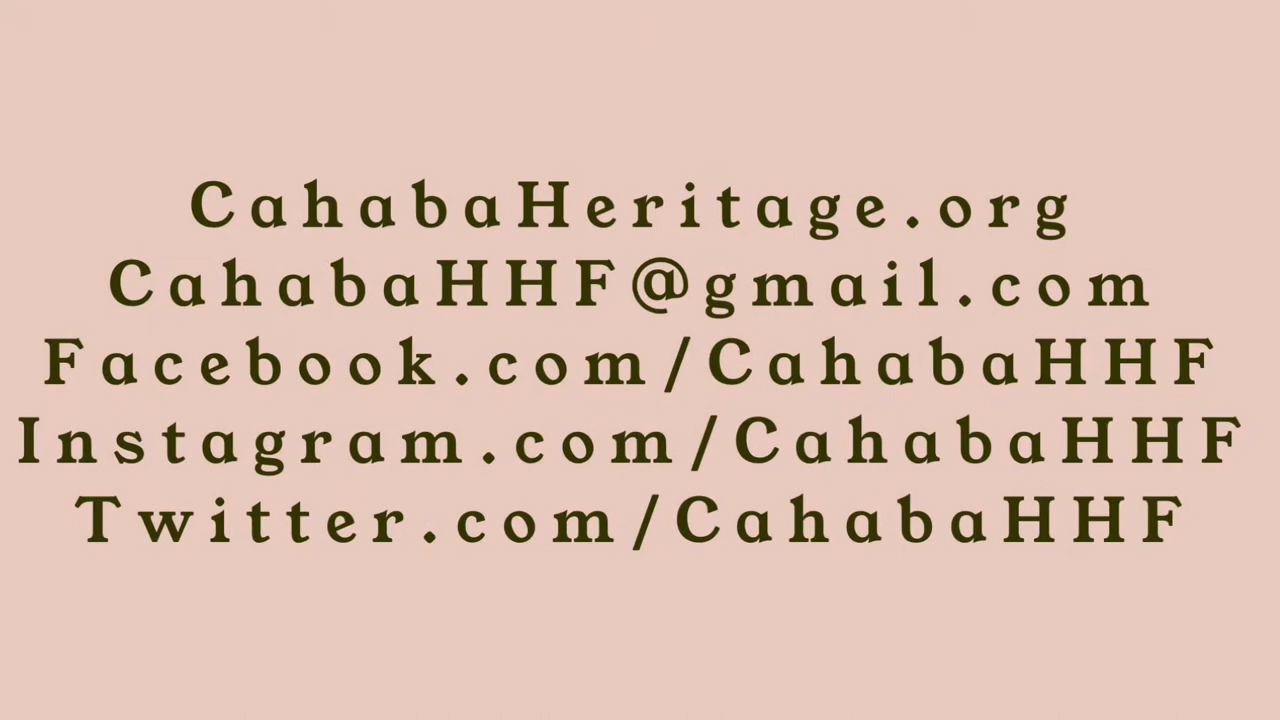 CahabaHeritage.org
CahabaHHF@gmail.com
Facebook.com/CahabaHHF
Instagram.com/CahabaHHF
Twitter.com/CahabaHHF